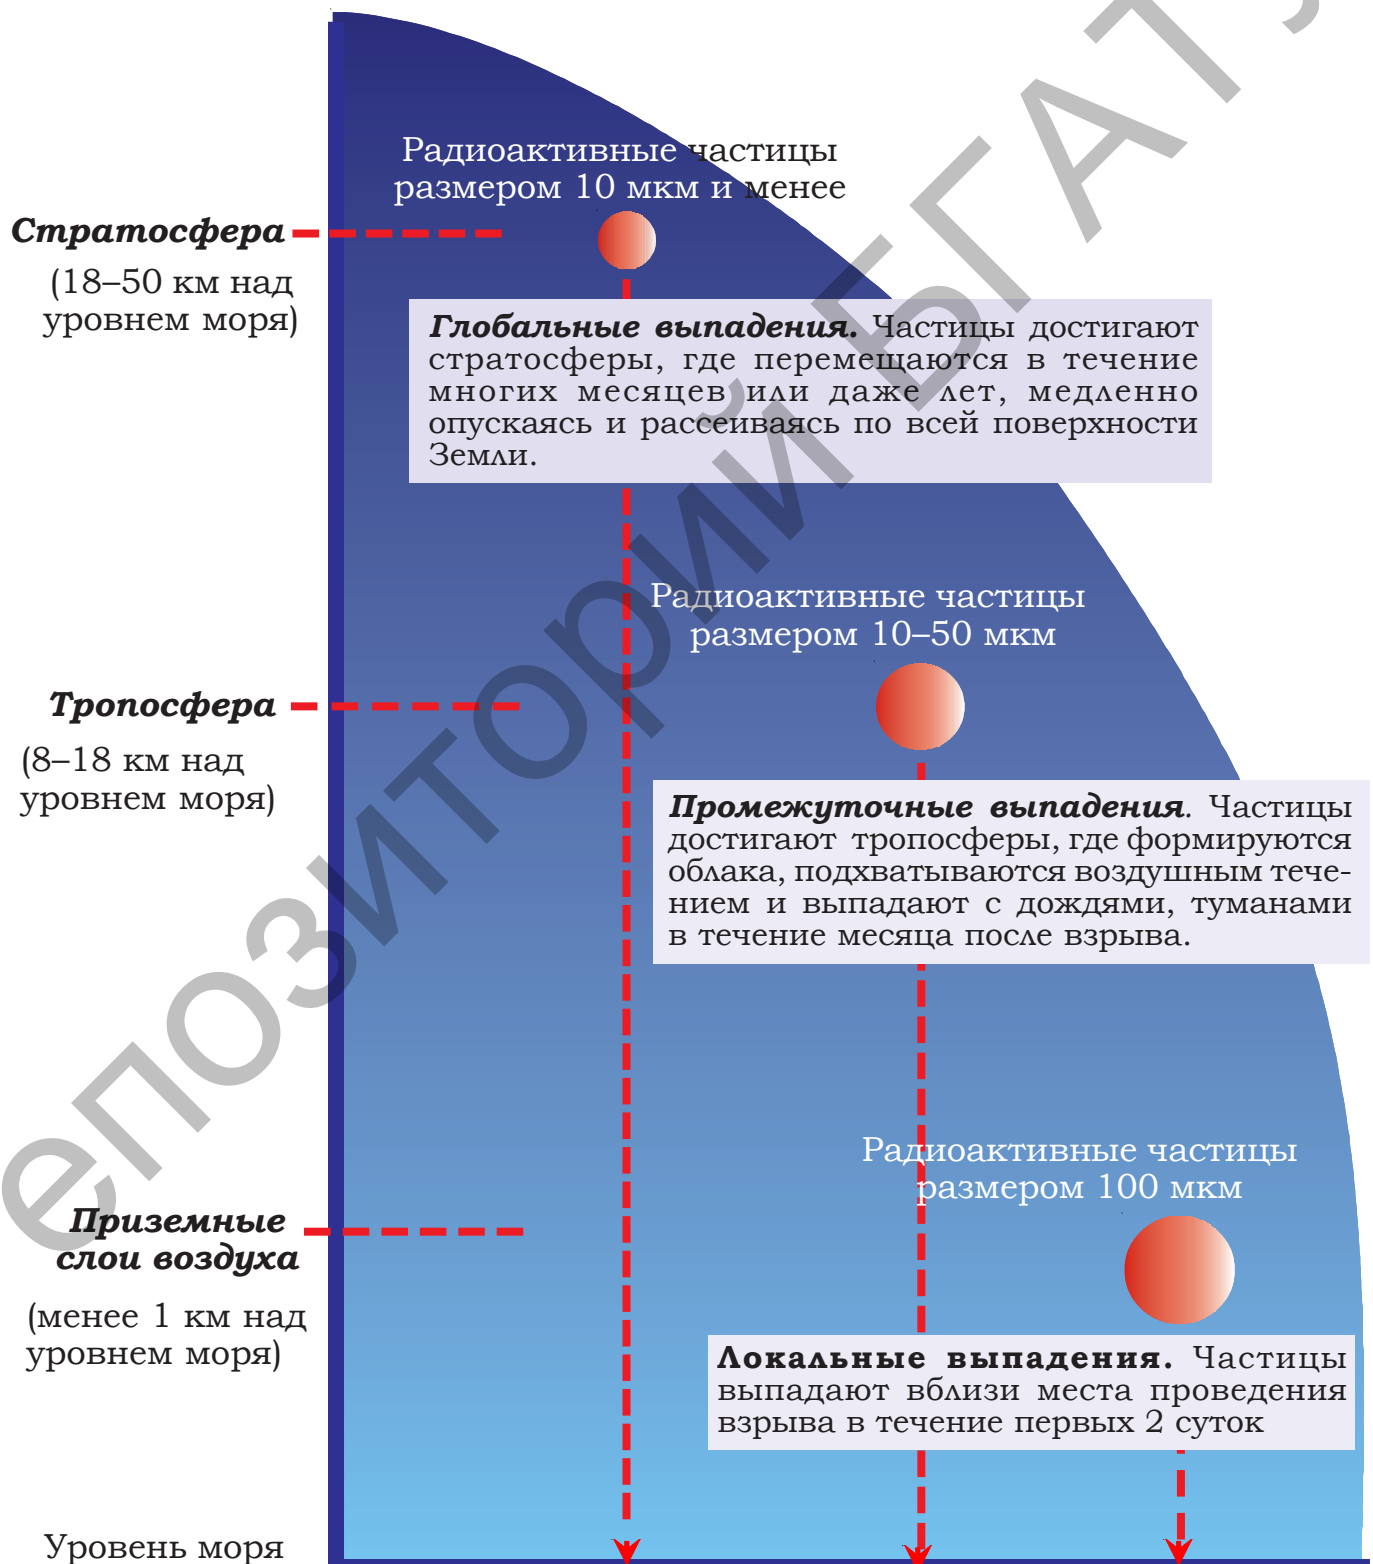 Радиоактивные частицы
размером 10 мкм и менее
Стратосфера
(18–50 км над
уровнем моря)
Глобальные выпадения. Частицы достигают
стратосферы, где перемещаются в течение
многих месяцев или даже лет, медленно
опускаясь и рассеиваясь по всей поверхности
Земли.
Радиоактивные частицы
размером 10–50 мкм
Тропосфера
(8–18 км над
уровнем моря)
Промежуточные выпадения. Частицы
достигают тропосферы, где формируются
облака, подхватываются воздушным тече-
нием и выпадают с дождями, туманами
в течение месяца после взрыва.
Радиоактивные частицы
размером 100 мкм
Приземные
слои воздуха
(менее 1 км над
уровнем моря)
Локальные выпадения. Частицы
выпадают вблизи места проведения
взрыва в течение первых 2 суток
Уровень моря
епозиторий БГАТУ